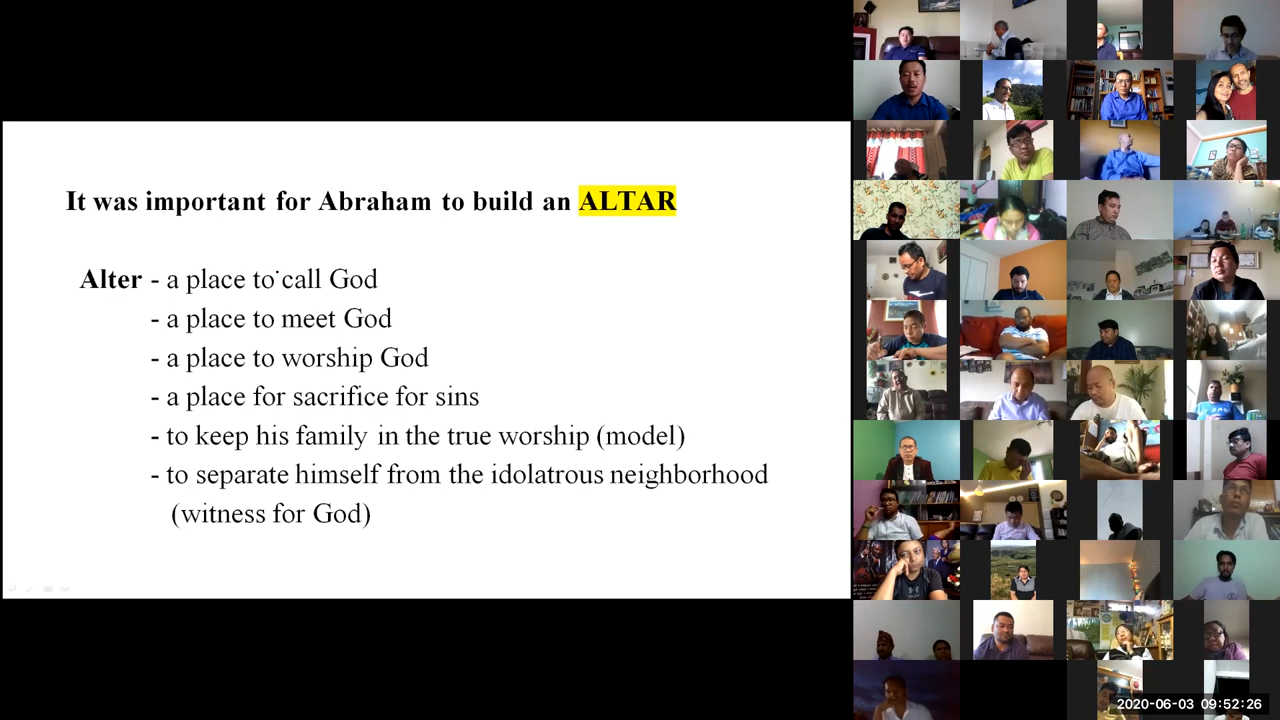 It was important for Abraham to build an ALTAR
Alter - a place to call God
- a place to meet God
- a place to worship God
- a place for sacrifice for sins
- to keep his family in the true worship (model)
- to separate himself from the idolatrous neighborhood
(witness for God)
2020-06-03 09:52:26